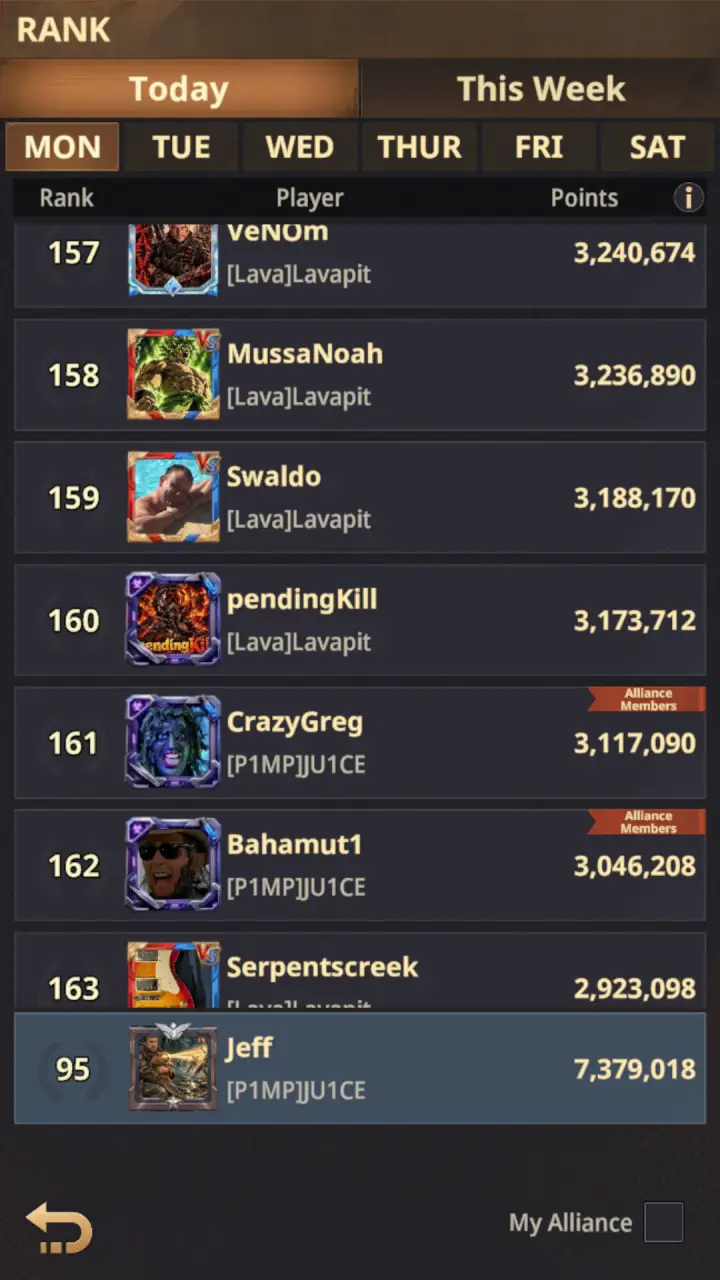 RANK
Today
This Week
MON
TUE
WED
THUR
FRI
SAT
Rank
Player
Points
157
VeNOm
[Lava]Lavapit
3,240,674
158
MussaNoah
[Lava]Lavapit
3,236,890
159
Swaldo
[Lava]Lavapit
3,188,170
160
pendingKill
[Lava]Lavapit
3,173,712
Alliance
Members
161
CrazyGreg
[P1MP]JU1CE
3,117,090
Alliance
Members
162
Bahamut1
[P1MP]JU1CE
3,046,208
163
Serpentscreek
[Lava]Lavapit
2,923,098
95
Jeff
[P1MP]JU1CE
7,379,018
My Alliance